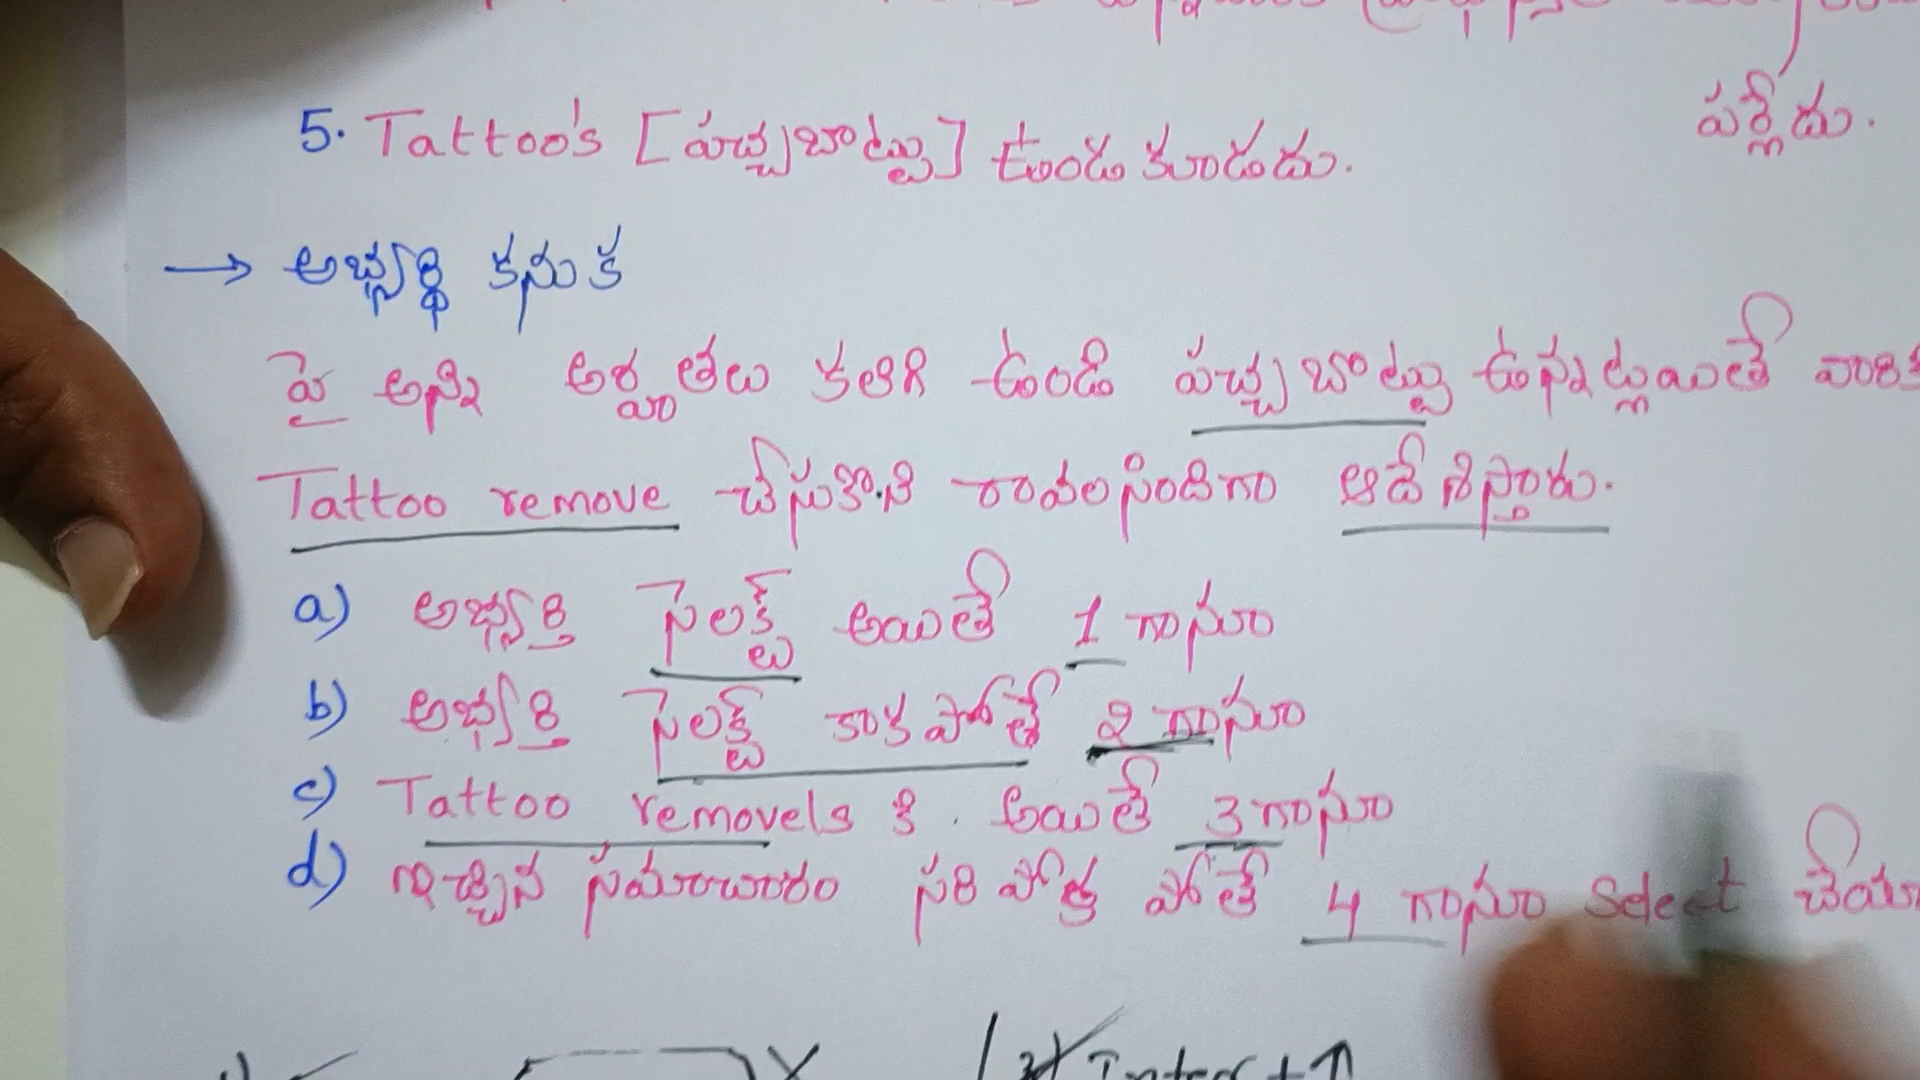 5. Tattoo's [పచ్చబొట్లు] ఉండకూడదు.
పర్లేదు.
→ అభ్యర్థి కనుక
పై అన్ని అర్హతలు కలిగి ఉండి పచ్చబొట్లు ఉన్నట్లయితే
Tattoo remove చేసుకొని రావలసిందిగా ఆదేశిస్తారు.
a) అభ్యర్తి సెలక్ట్ అయితే 1 గాను
b) అభ్యర్తి సెలక్ట్ కాకపోతే 2 గాను
c) Tattoo removels కి. అయితే 3 గాను
d) ఇచ్చిన సమాచారం సరిపోక్త పోతే 4 గాను Select